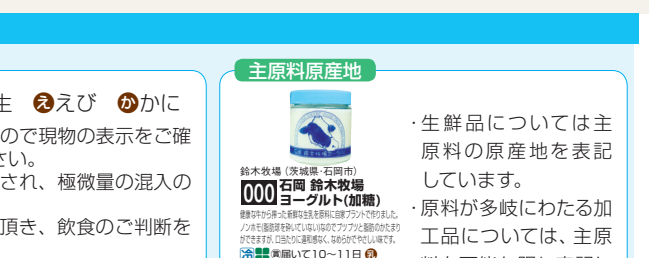 生 ええび かかに
ので現物の表示をご確
さい。
され、極微量の混入の
頂き、飲食のご判断を
主原料原産地
鈴木牧場（茨城県・石岡市）
000 石岡 鈴木牧場
ヨーグルト(加糖)
健康な牛から搾った新鮮な生乳を原料に自家プラントで作りました。
ノンホモ(脂肪球を砕いていない)なのでブツブツと脂肪のかたまり
ができますが、口当たりに違和感なく、なめらかでやさしい味です。
冷 届いて10〜11日 乳
・生鮮品については主
原料の原産地を表記
しています。
・原料が多岐にわたる加
工品については、主原